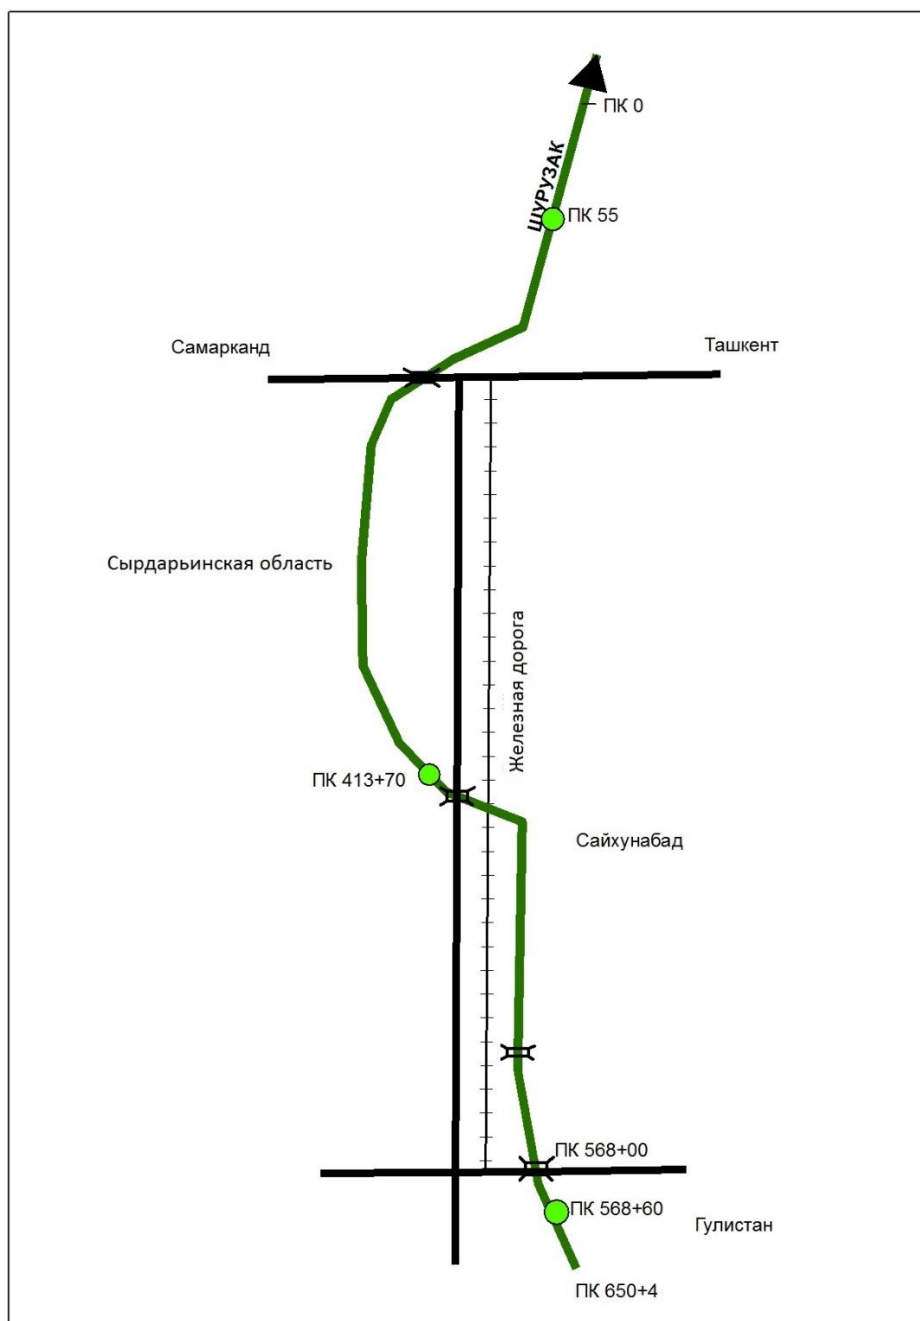 ПК 0
ШУРУЗАК
ПК 55
Самарканд
Ташкент
Сырдарьинская область
Железная дорога
ПК 413+70
Сайхунабад
ПК 568+00
ПК 568+60
Гулистан
ПК 650+4